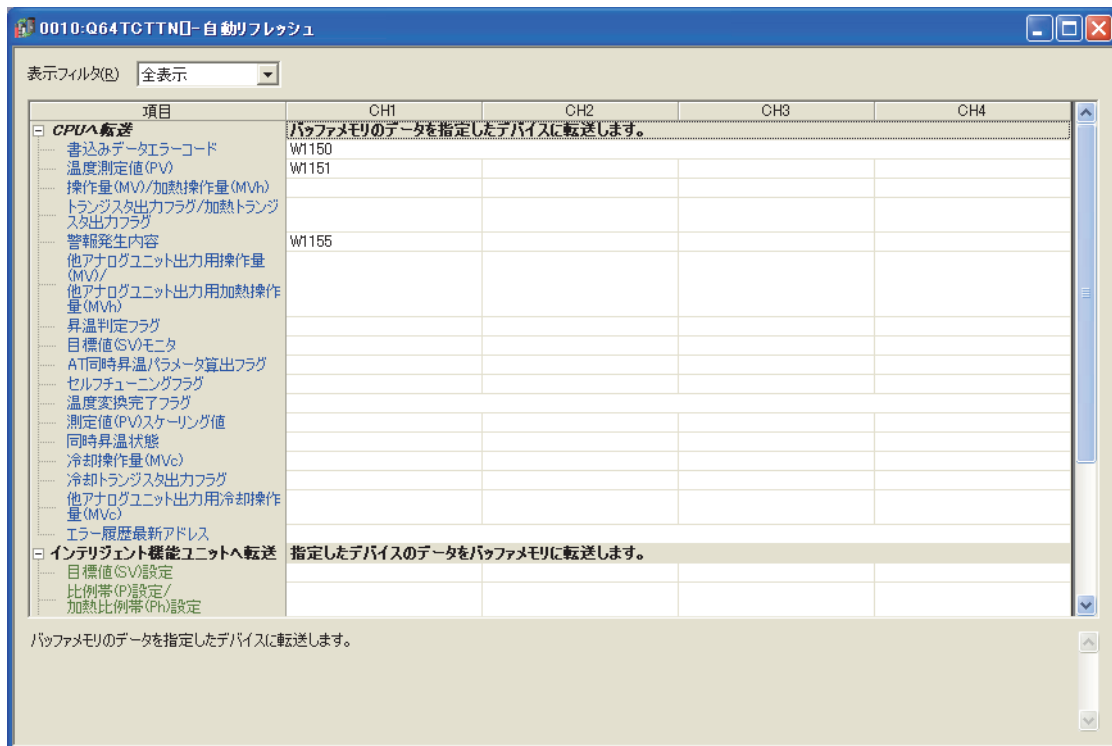 0010:Q64TCTTN[]-自動リフレッシュ
表示フィルタ(R) 全表示
項目 CH1 CH2 CH3 CH4
CPUへ転送 バッファメモリのデータを指定したデバイスに転送します。
書込みデータエラーコード W1150
温度測定値(PV) W1151
操作量(MV)/加熱操作量(MVh)
トランジスタ出力フラグ/加熱トランジ
スタ出力フラグ
警報発生内容 W1155
他アナログユニット出力用操作量
(MV)/
他アナログユニット出力用加熱操作
量(MVh)
昇温判定フラグ
目標値(SV)モニタ
AT同時昇温パラメータ算出フラグ
セルフチューニングフラグ
温度変換完了フラグ
測定値(PV)スケーリング値
同時昇温状態
冷却操作量(MVc)
冷却トランジスタ出力フラグ
他アナログユニット出力用冷却操作
量(MVc)
エラー履歴最新アドレス
インテリジェント機能ユニットへ転送 指定したデバイスのデータをバッファメモリに転送します。
目標値(SV)設定
比例帯(P)設定/
加熱比例帯(Ph)設定
バッファメモリのデータを指定したデバイスに転送します。